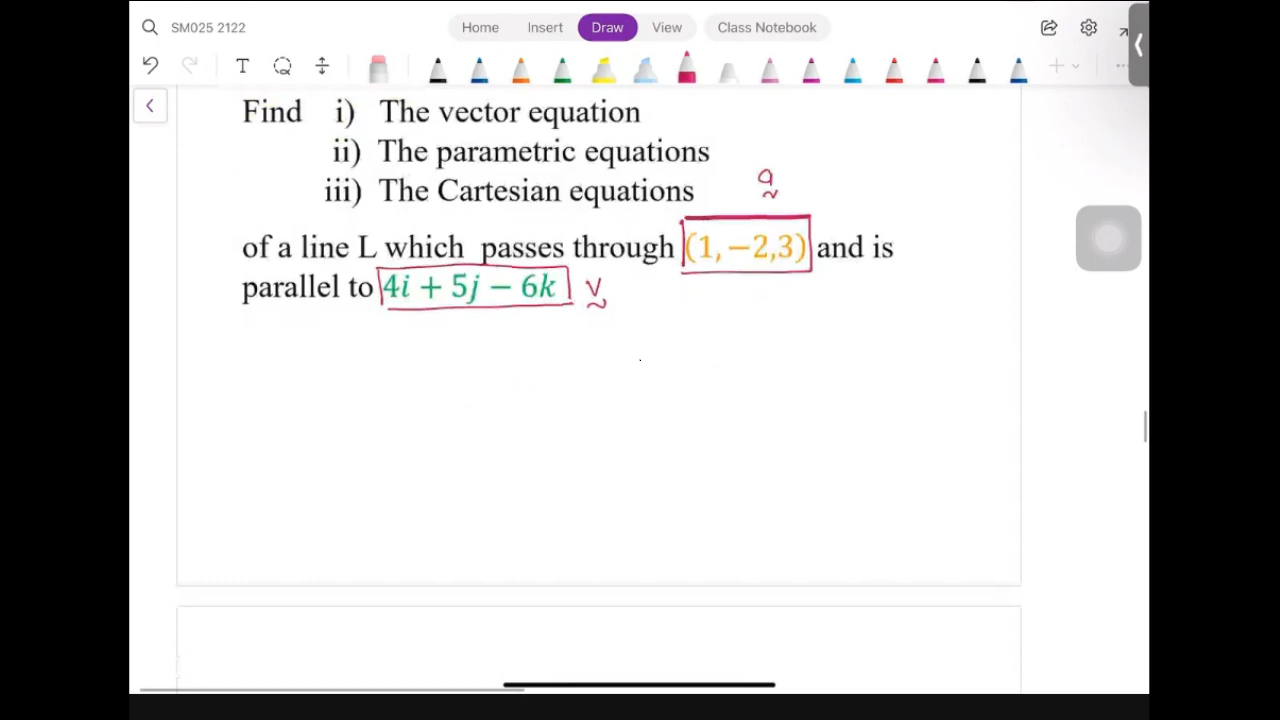 SM025 2122
Home Insert Draw View Class Notebook
T
Find i) The vector equation
ii) The parametric equations
iii) The Cartesian equations
a
~
of a line L which passes through (1, −2,3) and is
parallel to 4i + 5j − 6k v
~